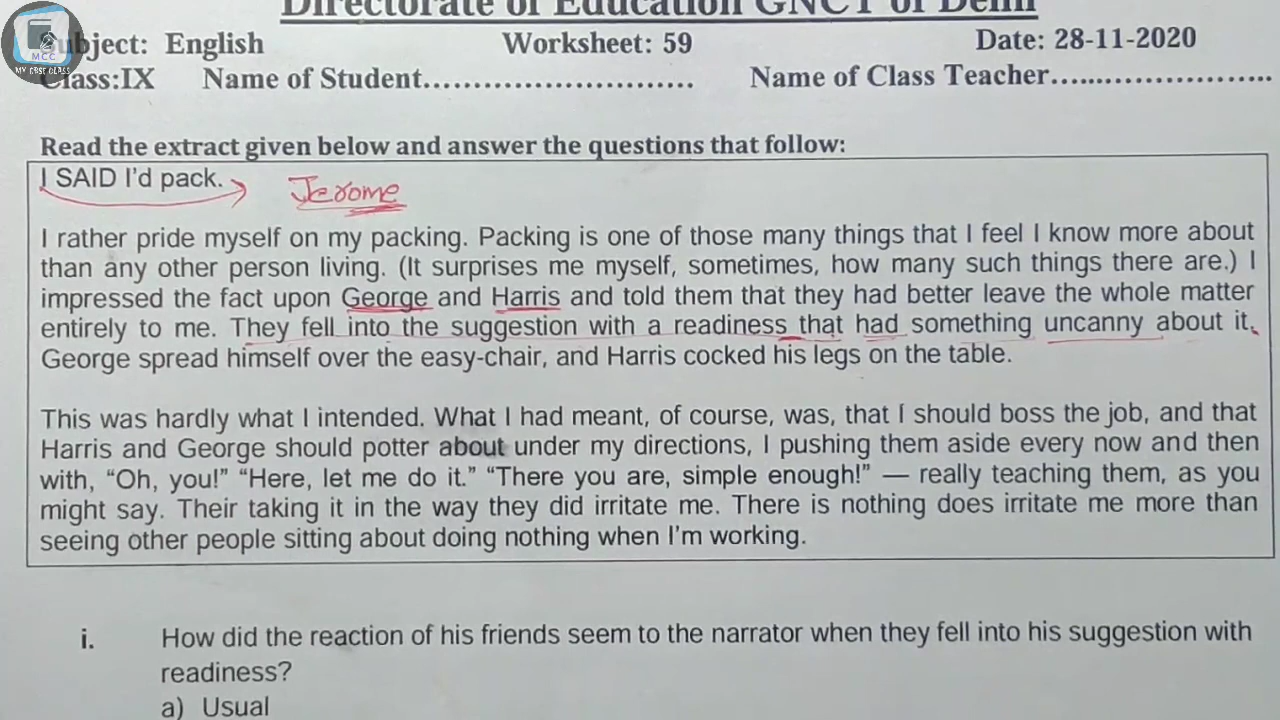 Directorate of Education GNCT of Delhi
Subject: English Worksheet: 59 Date: 28-11-2020
MCC
MY CBSE CLASS
Class:IX Name of Student........................... Name of Class Teacher......................
Read the extract given below and answer the questions that follow:
I SAID I'd pack. Jerome
I rather pride myself on my packing. Packing is one of those many things that I feel I know more about
than any other person living. (It surprises me myself, sometimes, how many such things there are.) I
impressed the fact upon George and Harris and told them that they had better leave the whole matter
entirely to me. They fell into the suggestion with a readiness that had something uncanny about it.
George spread himself over the easy-chair, and Harris cocked his legs on the table.
This was hardly what I intended. What I had meant, of course, was, that I should boss the job, and that
Harris and George should potter about under my directions, I pushing them aside every now and then
with, “Oh, you!” “Here, let me do it.” “There you are, simple enough!” — really teaching them, as you
might say. Their taking it in the way they did irritate me. There is nothing does irritate me more than
seeing other people sitting about doing nothing when I'm working.
i. How did the reaction of his friends seem to the narrator when they fell into his suggestion with
readiness?
a) Usual